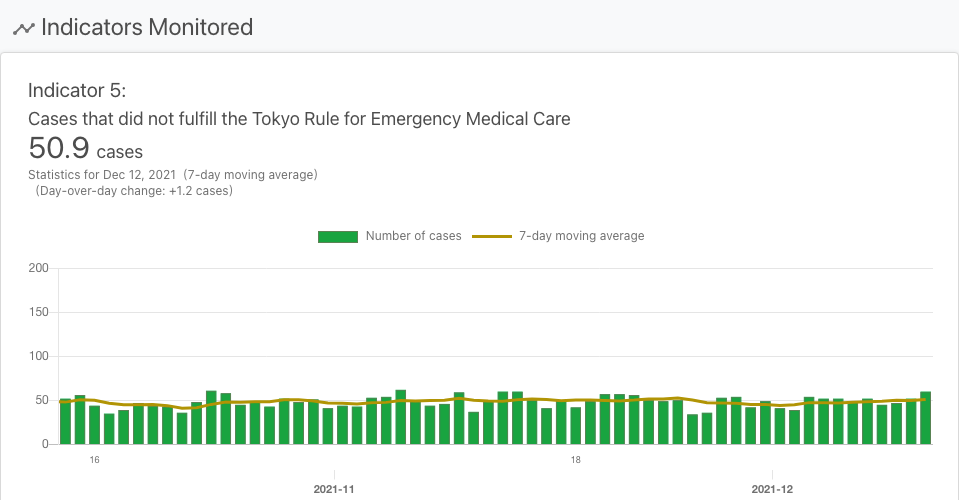 Indicators Monitored
Indicator 5:
Cases that did not fulfill the Tokyo Rule for Emergency Medical Care
50.9 cases
Statistics for Dec 12, 2021 (7-day moving average)
(Day-over-day change: +1.2 cases)
Number of cases 7-day moving average
200
150
100
50
0
16 18
2021-11 2021-12